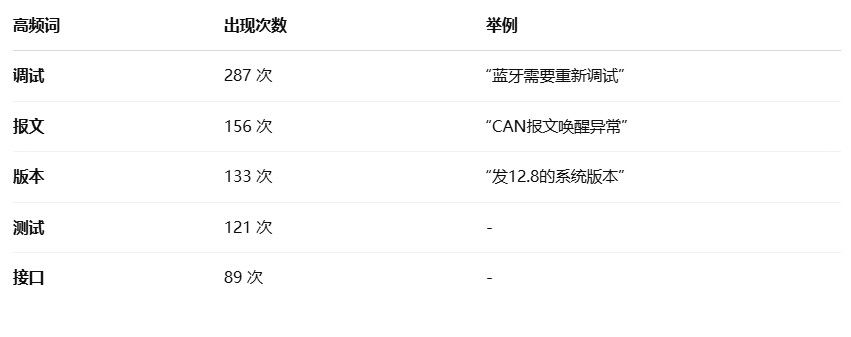 高频词 出现次数 举例
调试 287 次 “蓝牙需要重新调试”
报文 156 次 “CAN报文唤醒异常”
版本 133 次 “发12.8的系统版本”
测试 121 次 -
接口 89 次 -